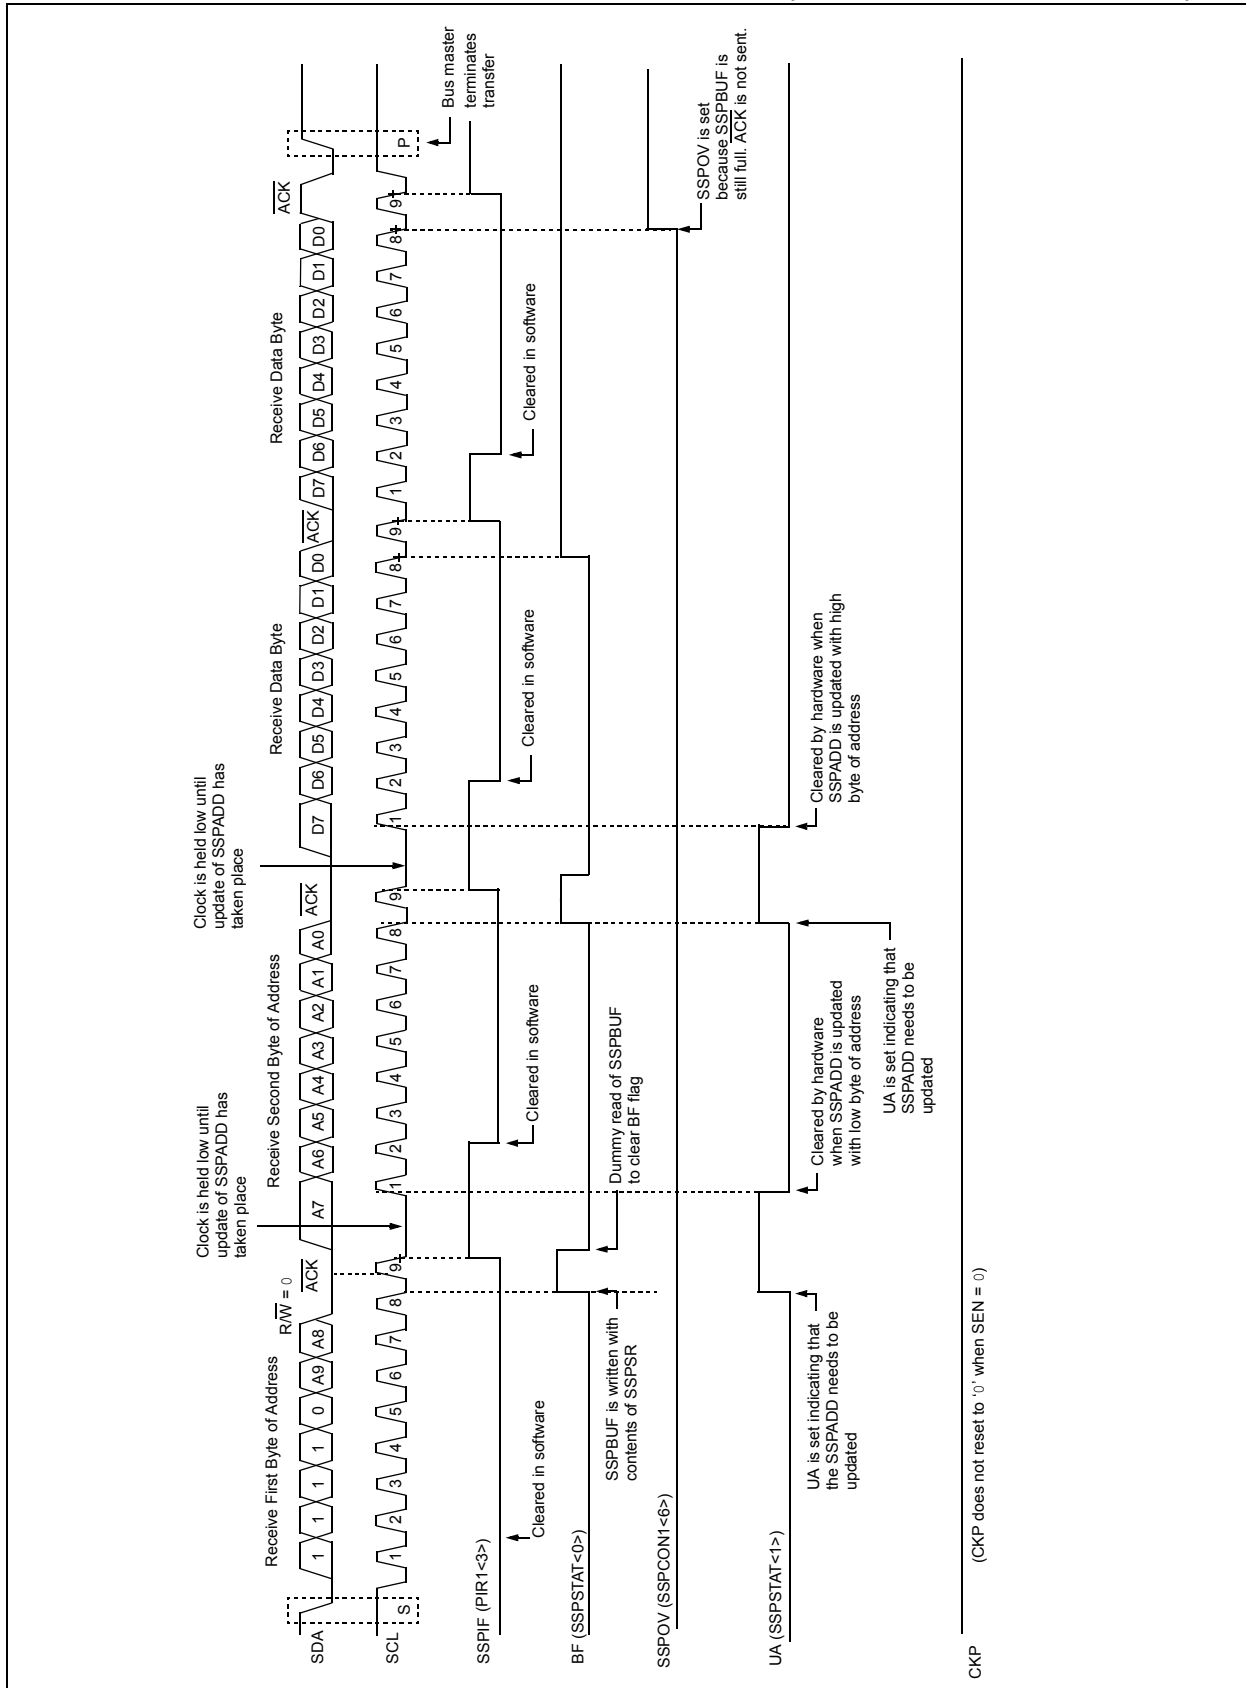 Receive First Byte of Address
R/W = 0
Receive Second Byte of Address
Clock is held low until
update of SSPADD has
taken place
Clock is held low until
update of SSPADD has
taken place
Receive Data Byte
Receive Data Byte
SDA
1 1 1 1 0 A9 A8 ACK A7 A6 A5 A4 A3 A2 A1 A0 ACK D7 D6 D5 D4 D3 D2 D1 D0 ACK D7 D6 D5 D4 D3 D2 D1 D0 ACK
SCL
S 1 2 3 4 5 6 7 8 9 1 2 3 4 5 6 7 8 9 1 2 3 4 5 6 7 8 9 1 2 3 4 5 6 7 8 9 P
Bus master
terminates
transfer
SSPIF (PIR1<3>)
Cleared in software
Cleared in software
Cleared in software
Cleared in software
BF (SSPSTAT<0>)
SSPBUF is written with
contents of SSPSR
Dummy read of SSPBUF
to clear BF flag
SSPOV (SSPCON1<6>)
SSPOV is set
because SSPBUF is
still full. ACK is not sent.
UA (SSPSTAT<1>)
UA is set indicating that
the SSPADD needs to be
updated
Cleared by hardware
when SSPADD is updated
with low byte of address
UA is set indicating that
SSPADD needs to be
updated
Cleared by hardware when
SSPADD is updated with high
byte of address
CKP
(CKP does not reset to ‘0’ when SEN = 0)